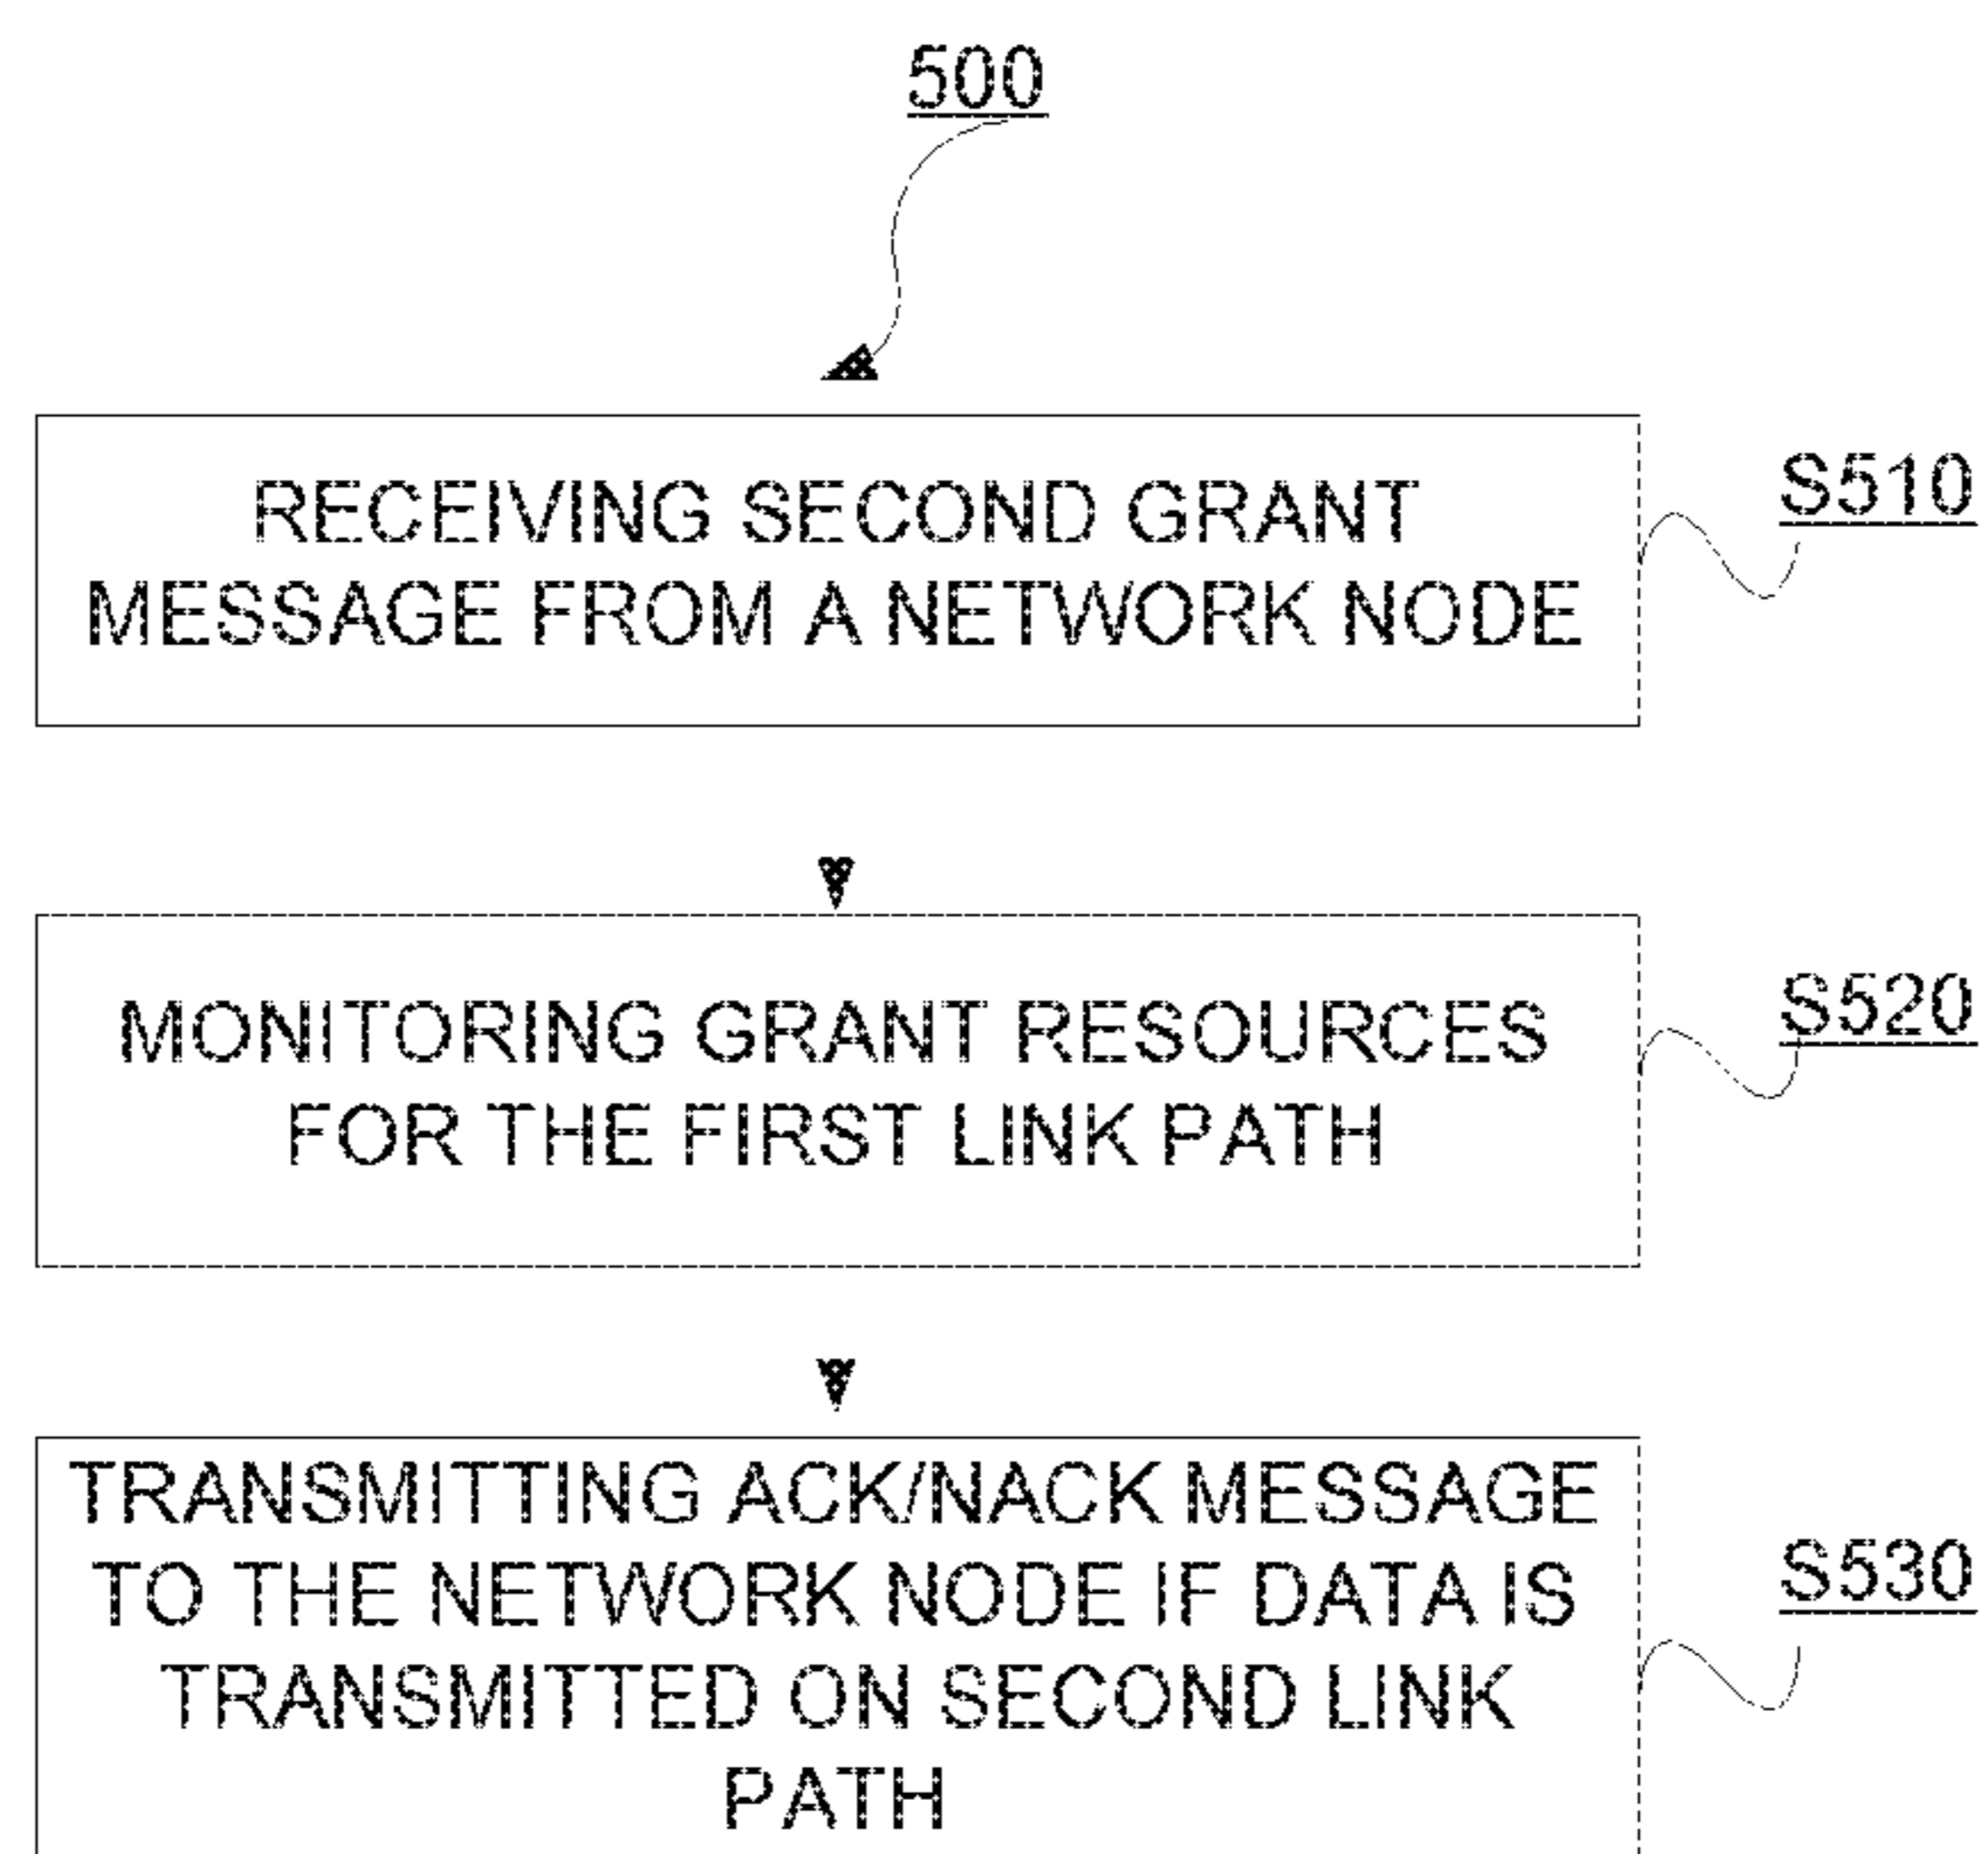 500
RECEIVING SECOND GRANT
MESSAGE FROM A NETWORK NODE
S510
MONITORING GRANT RESOURCES
FOR THE FIRST LINK PATH
S520
TRANSMITTING ACK/NACK MESSAGE
TO THE NETWORK NODE IF DATA IS
TRANSMITTED ON SECOND LINK
PATH
S530